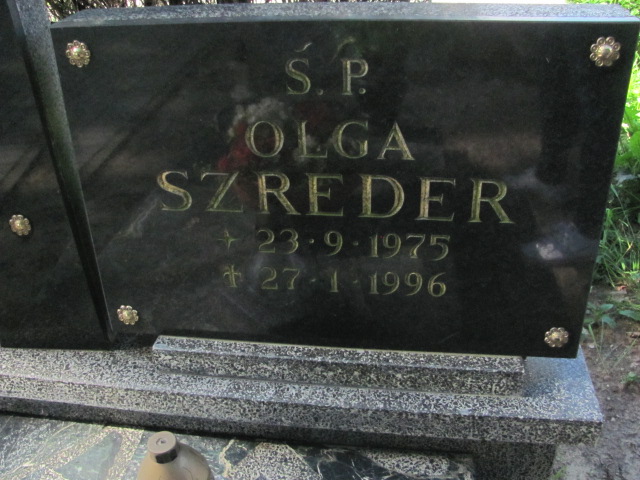 Ś. P.
OLGA
SZREDER
+ 23 · 9 · 1975
✝ 27 · 1 · 1996